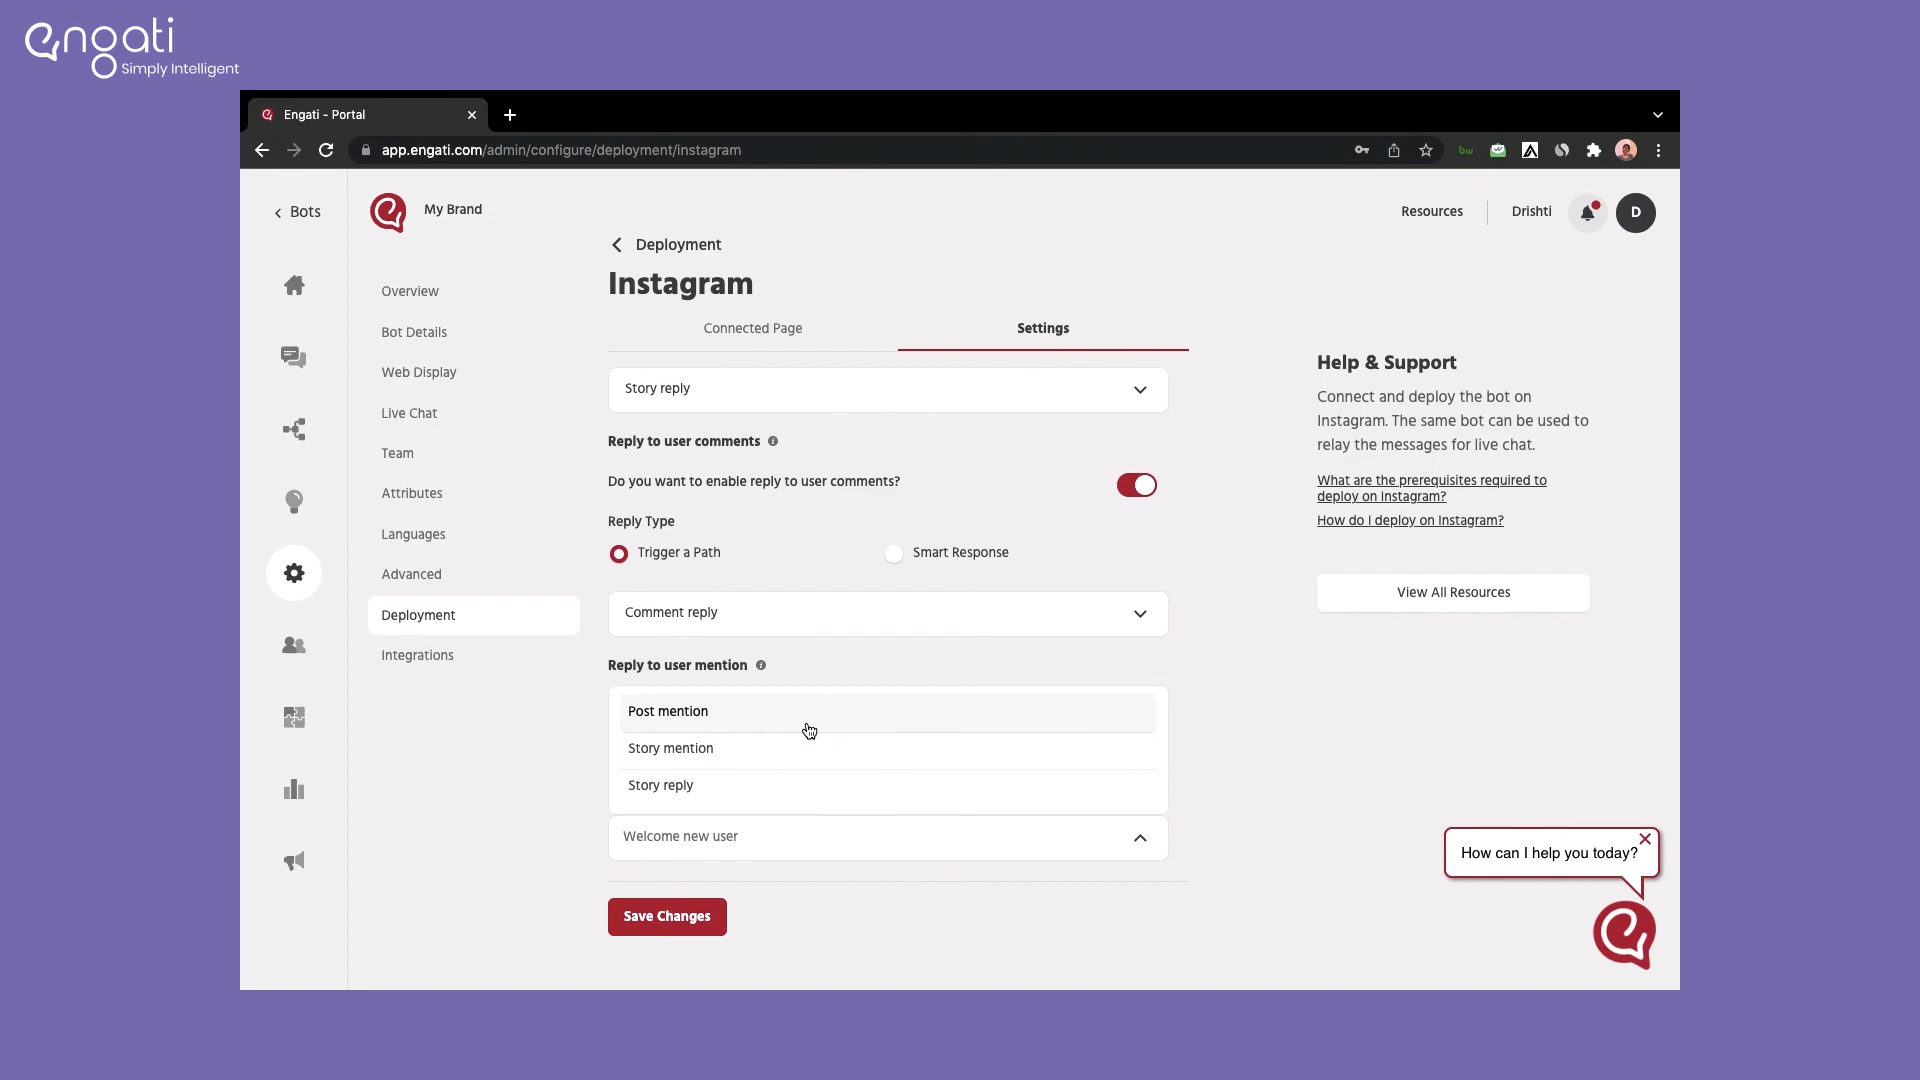 engati
Simply Intelligent
Engati - Portal
app.engati.com/admin/configure/deployment/instagram
Bots
My Brand
Resources
Drishti
D
Deployment
Instagram
Overview
Bot Details
Web Display
Live Chat
Team
Attributes
Languages
Advanced
Deployment
Integrations
Connected Page
Settings
Story reply
Reply to user comments
Do you want to enable reply to user comments?
Reply Type
Trigger a Path
Smart Response
Comment reply
Reply to user mention
Post mention
Story mention
Story reply
Welcome new user
Save Changes
Help & Support
Connect and deploy the bot on
Instagram. The same bot can be used to
relay the messages for live chat.
What are the prerequisites required to
deploy on Instagram?
How do I deploy on Instagram?
View All Resources
How can I help you today?